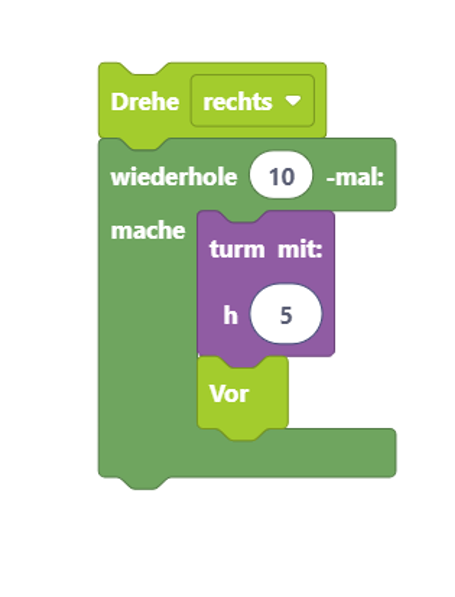 Drehe rechts
wiederhole 10 -mal:
mache
turm mit:
h 5
Vor